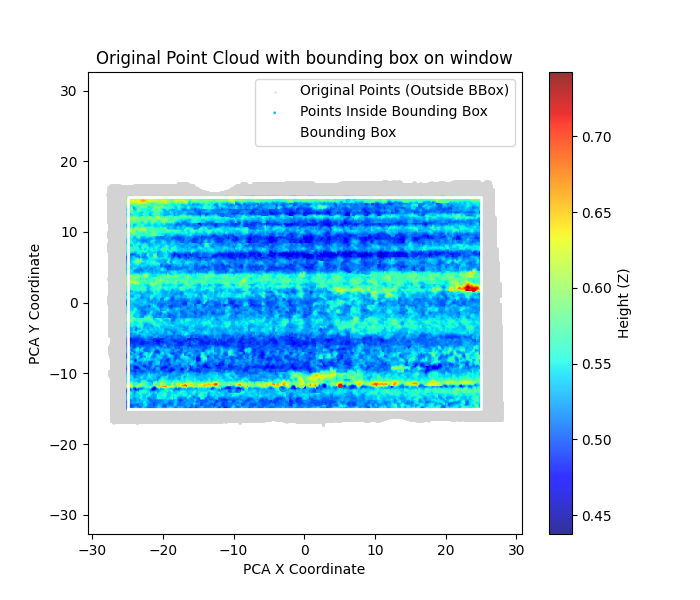 Original Point Cloud with bounding box on window
Original Points (Outside BBox)
Points Inside Bounding Box
Bounding Box
30
20
10
0
−10
−20
−30
PCA Y Coordinate
−30 −20 −10 0 10 20 30
PCA X Coordinate
0.70
0.65
0.60
0.55
0.50
0.45
Height (Z)